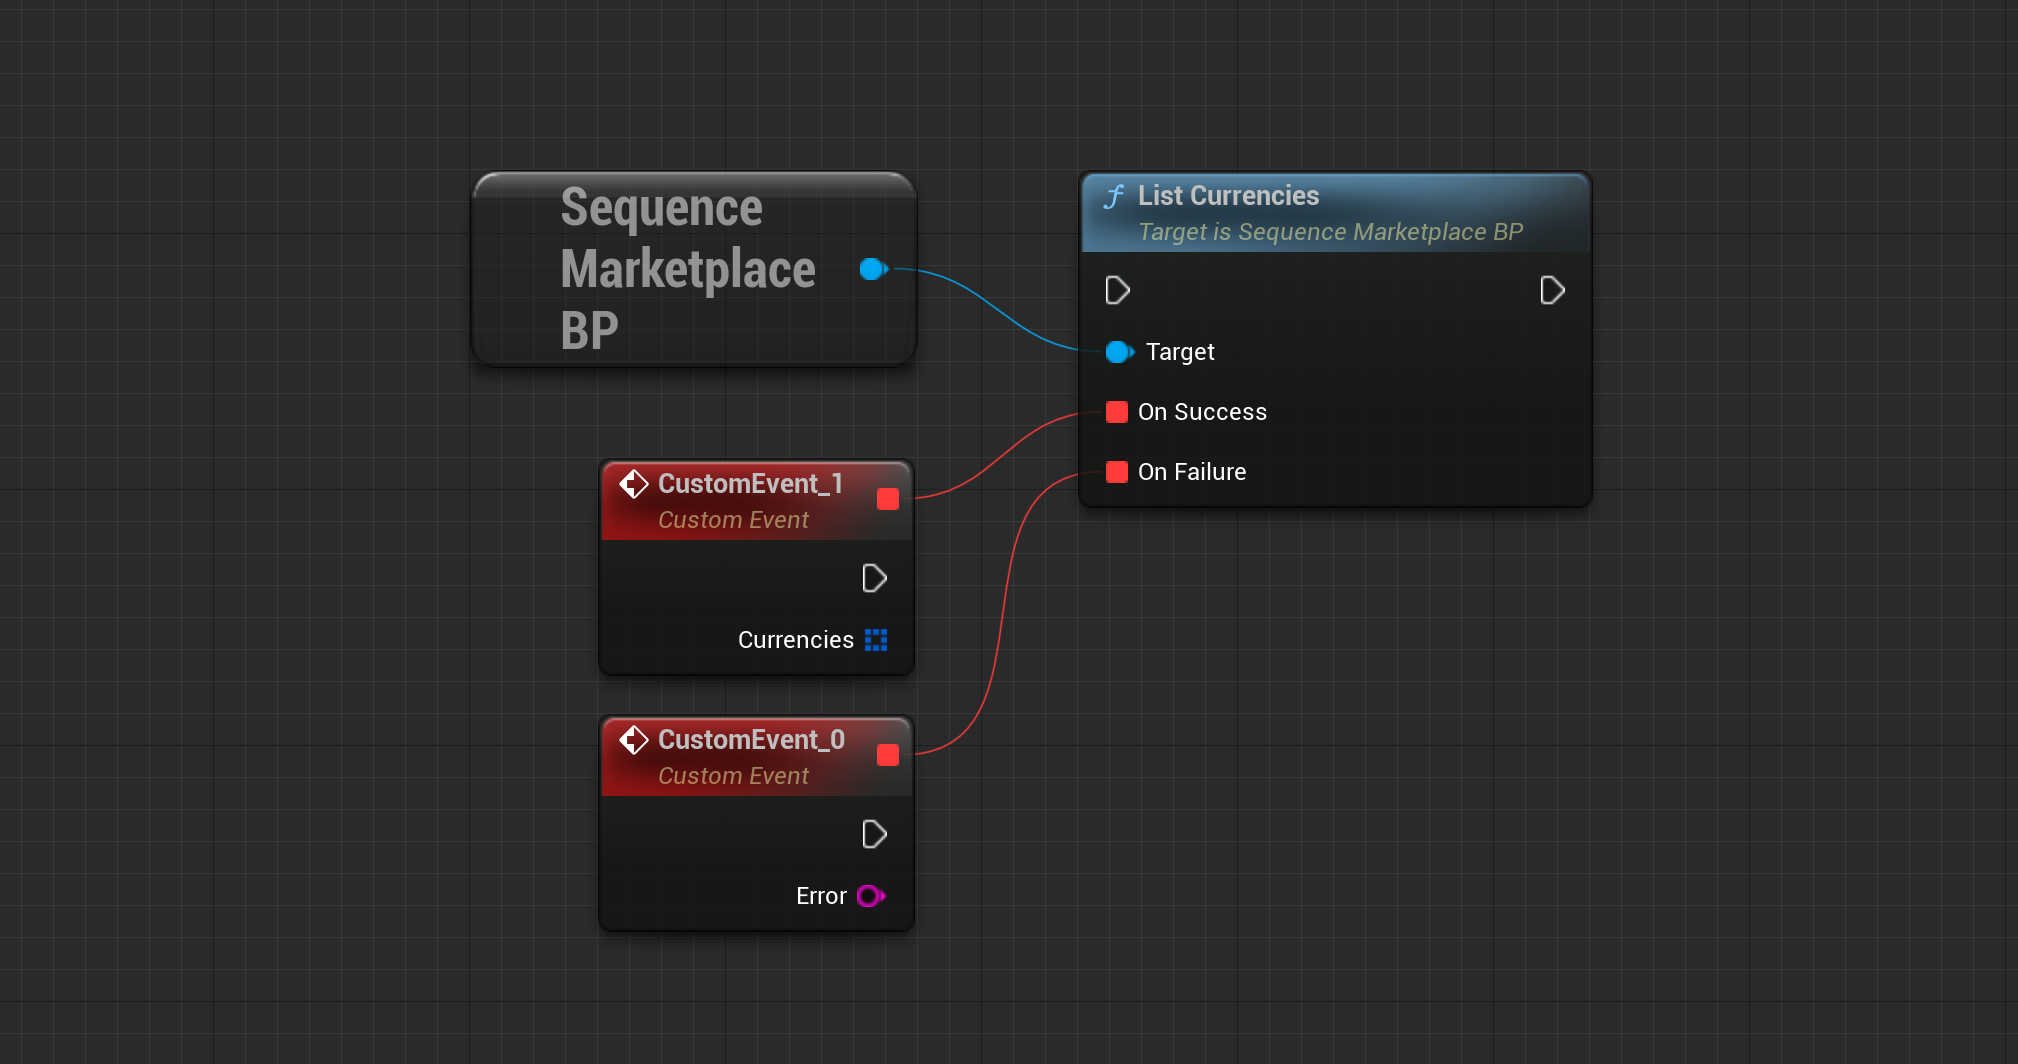 Sequence
Marketplace
BP
List Currencies
Target is Sequence Marketplace BP
Target
On Success
On Failure
CustomEvent_1
Custom Event
Currencies
CustomEvent_0
Custom Event
Error